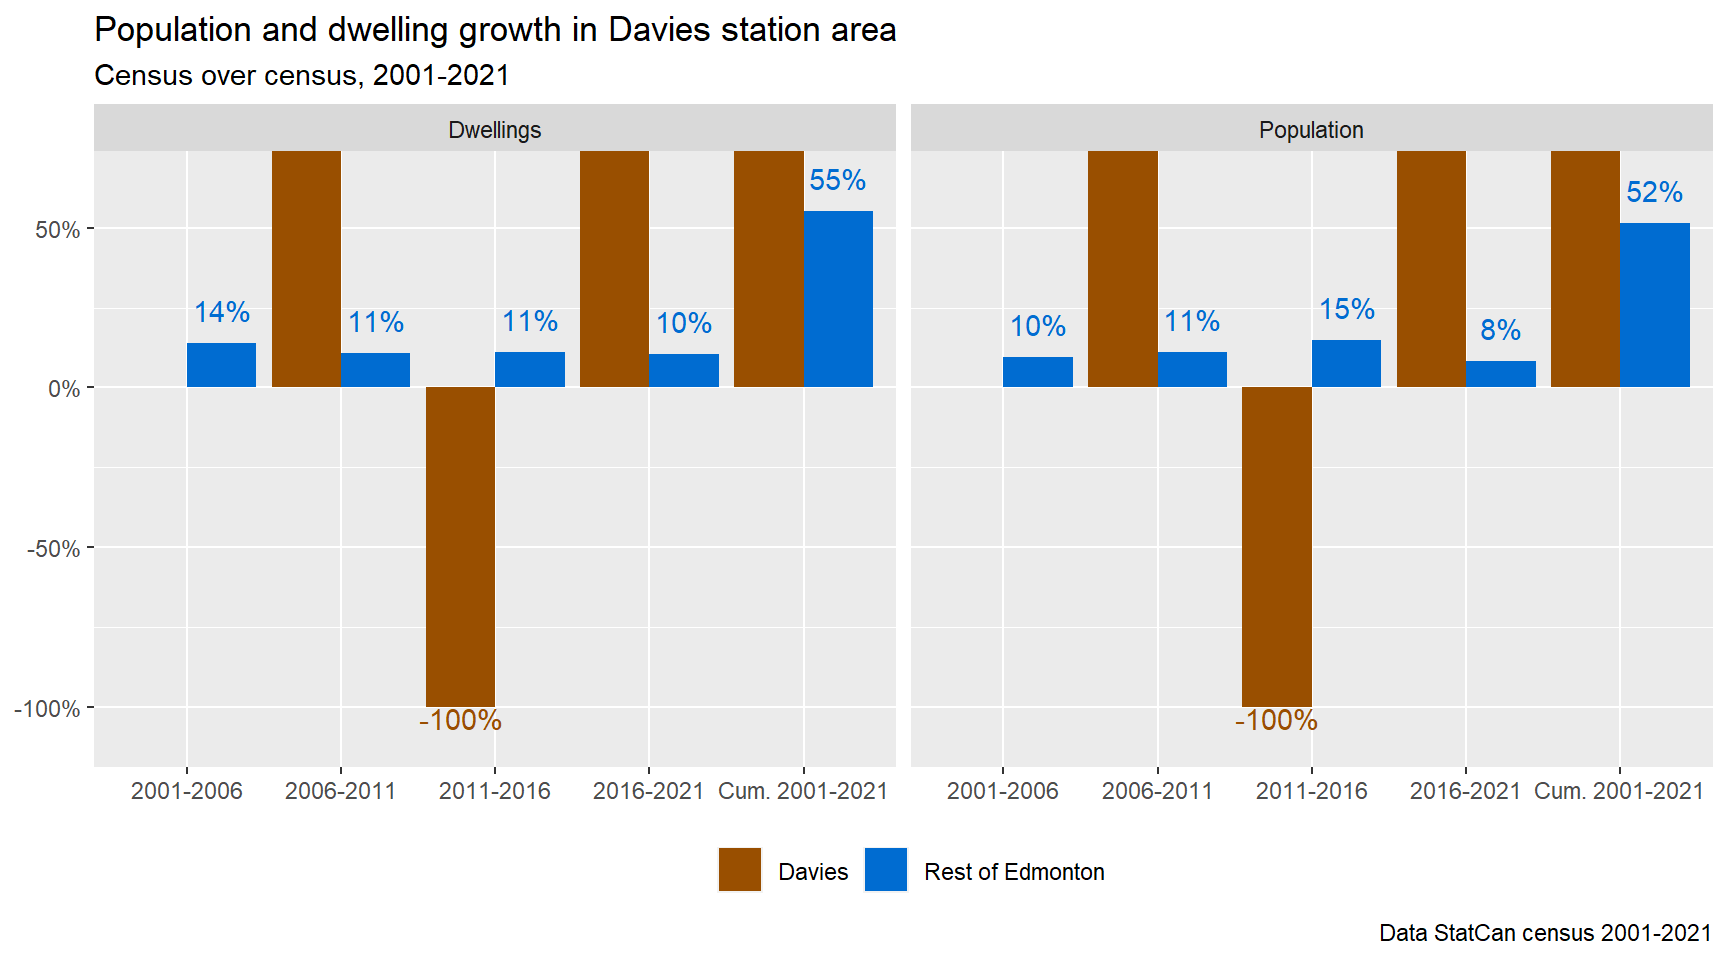 Population and dwelling growth in Davies station area
Census over census, 2001-2021
Dwellings
Population
50%
0%
-50%
-100%
14%
11%
-100%
11%
10%
55%
10%
11%
-100%
15%
8%
52%
2001-2006
2006-2011
2011-2016
2016-2021
Cum. 2001-2021
2001-2006
2006-2011
2011-2016
2016-2021
Cum. 2001-2021
Davies
Rest of Edmonton
Data StatCan census 2001-2021